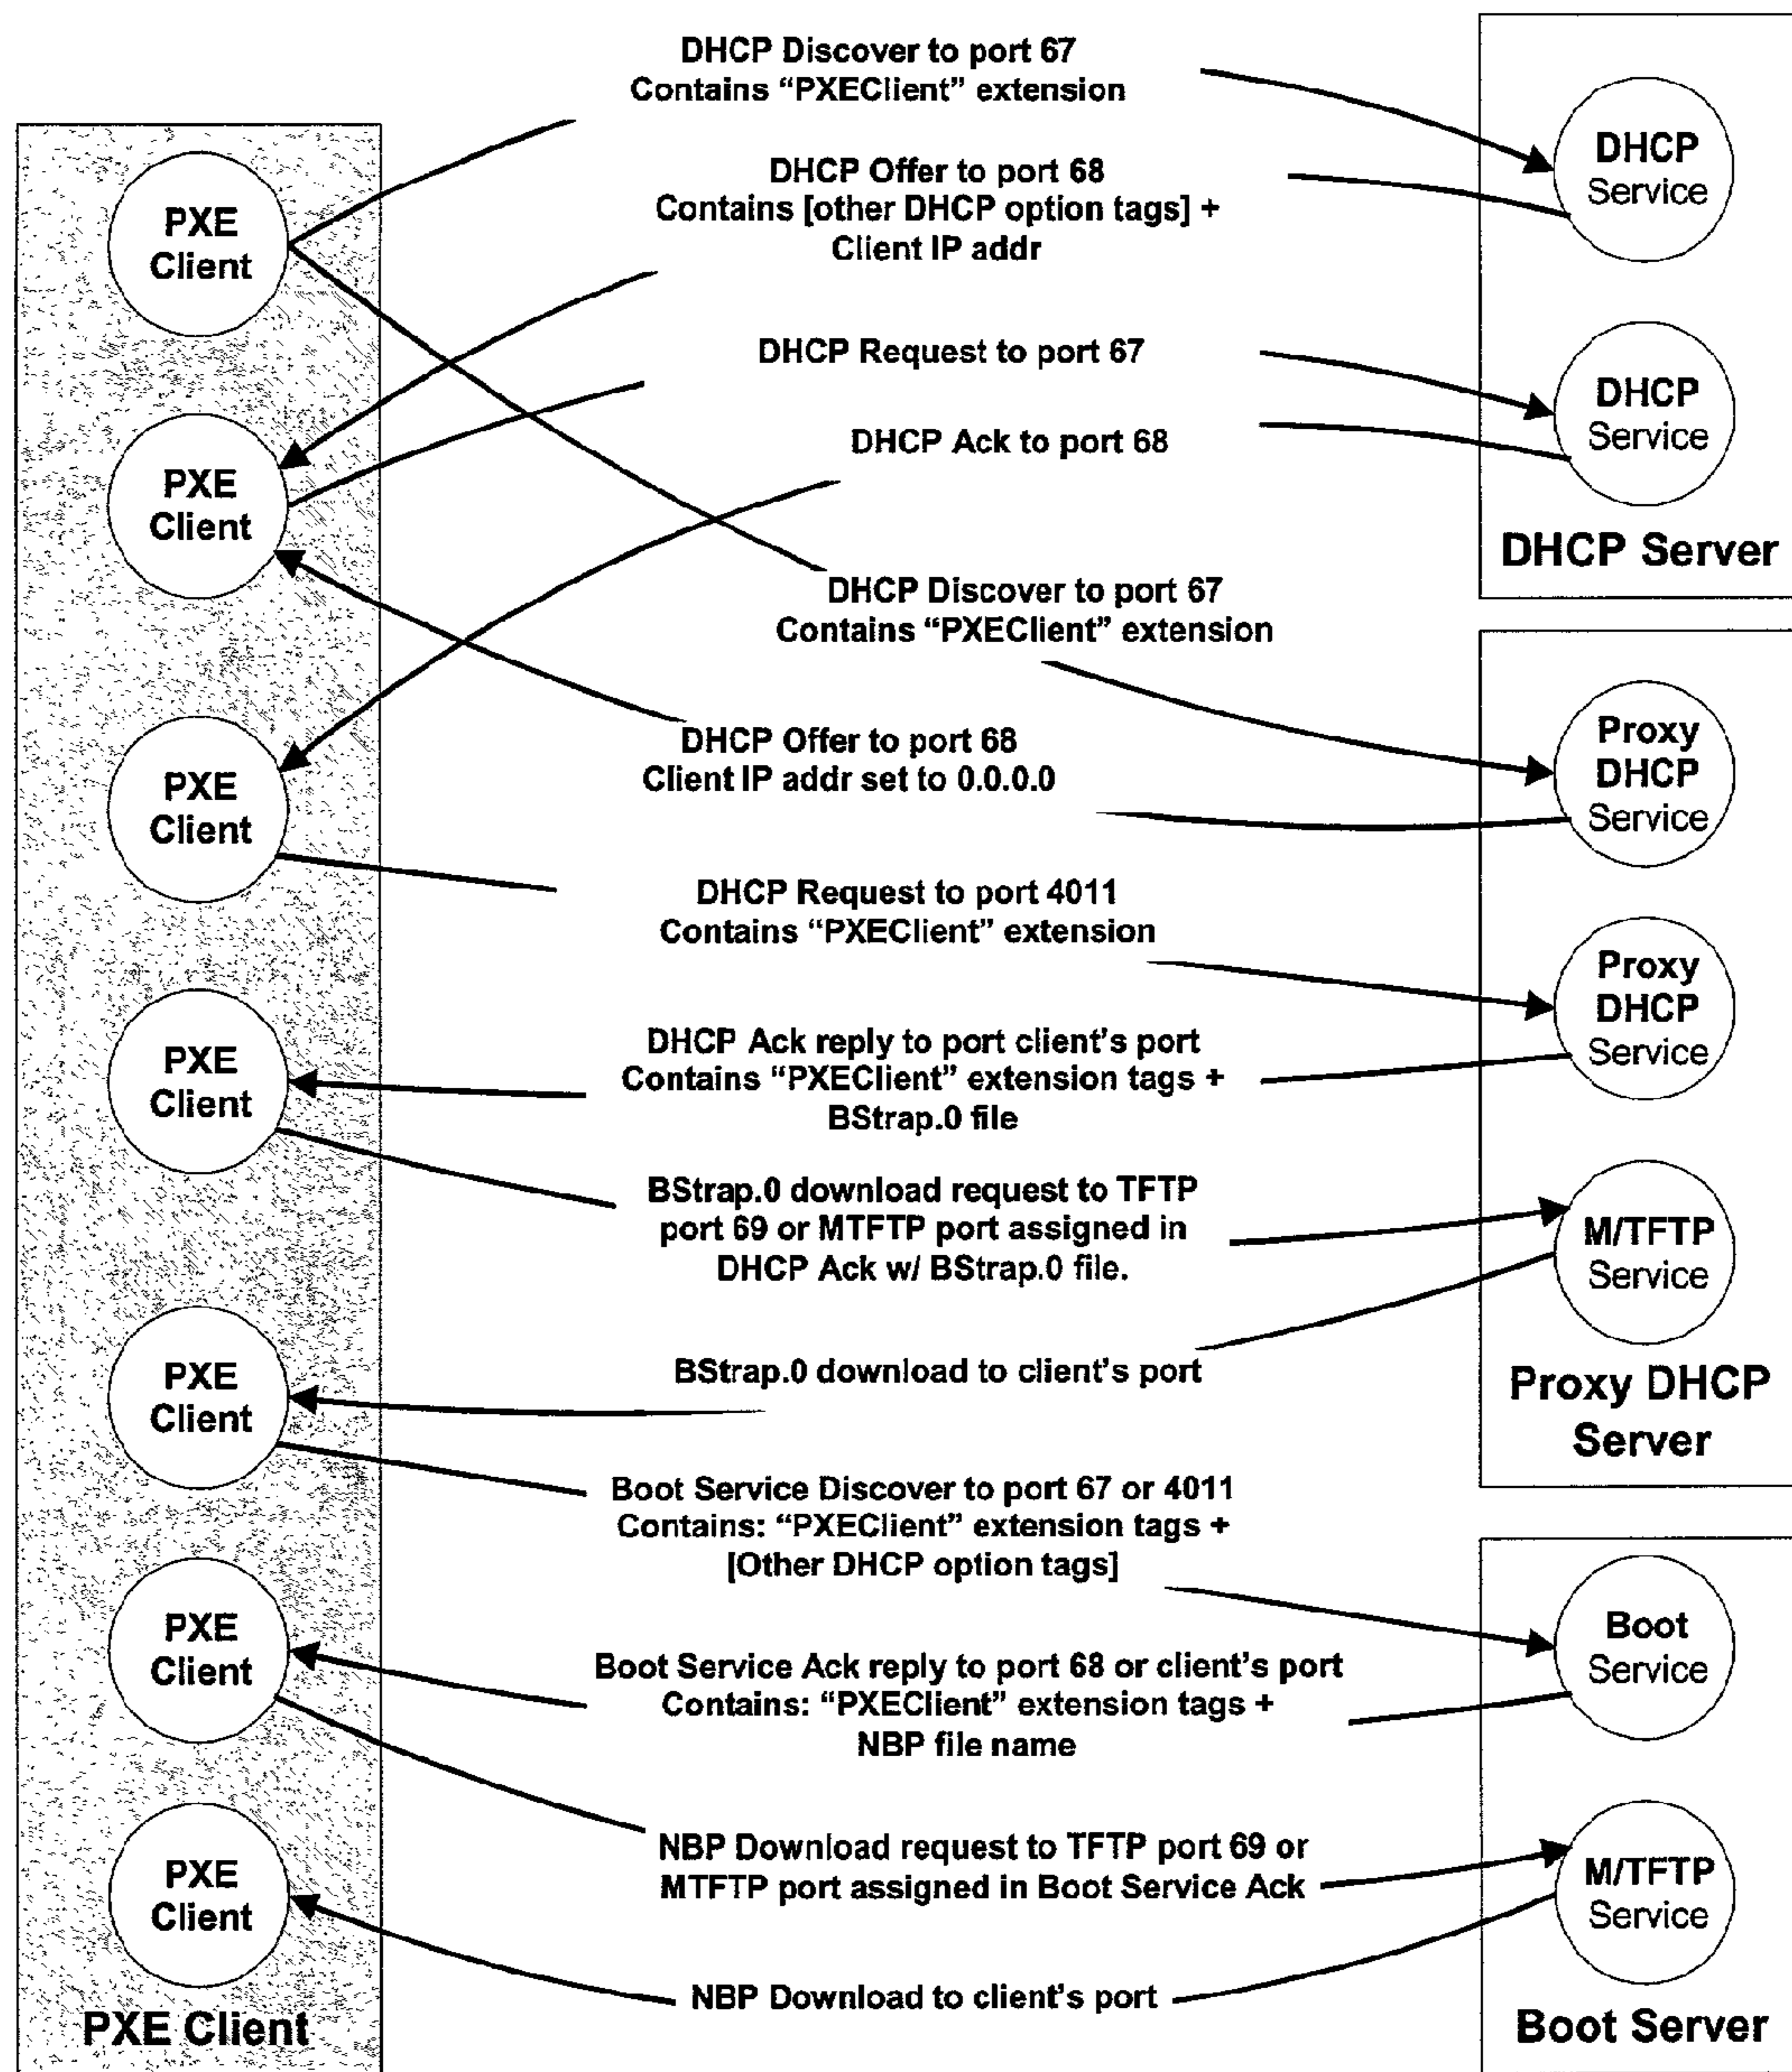 DHCP Discover to port 67
Contains “PXEClient” extension
DHCP
Service
PXE
Client
DHCP Offer to port 68
Contains [other DHCP option tags] +
Client IP addr
DHCP Request to port 67
DHCP
Service
PXE
Client
DHCP Ack to port 68
DHCP Server
DHCP Discover to port 67
Contains “PXEClient” extension
Proxy
DHCP
Service
PXE
Client
DHCP Offer to port 68
Client IP addr set to 0.0.0.0
DHCP Request to port 4011
Contains “PXEClient” extension
Proxy
DHCP
Service
PXE
Client
DHCP Ack reply to port client's port
Contains “PXEClient” extension tags +
BStrap.0 file
BStrap.0 download request to TFTP
port 69 or MTFTP port assigned in
DHCP Ack w/ BStrap.0 file.
M/TFTP
Service
PXE
Client
BStrap.0 download to client's port
Proxy DHCP
Server
Boot Service Discover to port 67 or 4011
Contains: “PXEClient” extension tags +
[Other DHCP option tags]
Boot
Service
PXE
Client
Boot Service Ack reply to port 68 or client's port
Contains: “PXEClient” extension tags +
NBP file name
NBP Download request to TFTP port 69 or
MTFTP port assigned in Boot Service Ack
M/TFTP
Service
PXE
Client
NBP Download to client's port
PXE Client
Boot Server